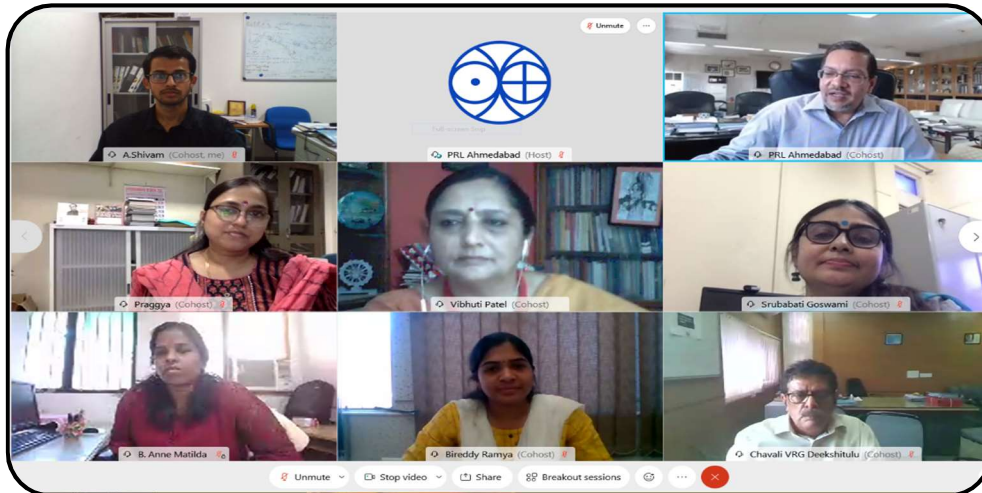 Unmute
A.Shivam (Cohost, me)
PRL Ahmedabad (Host)
PRL Ahmedabad (Cohost)
Praggya (Cohost)
Vibhuti Patel (Cohost)
Srubabati Goswami (Cohost)
B. Anne Matilda
Bireddy Ramya (Cohost)
Chavali VRG Deekshitulu (Cohost)
Unmute Stop video Share Breakout sessions